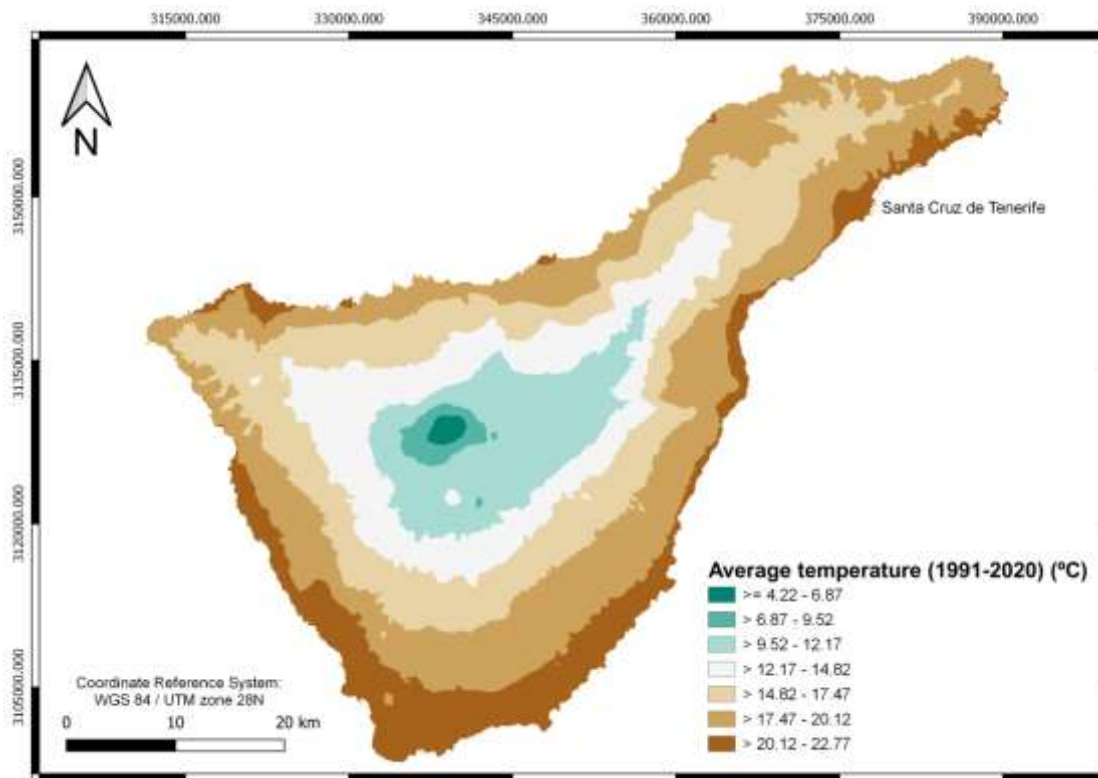 315000.000 330000.000 345000.000 360000.000 375000.000 390000.000
N
3150000.000
Santa Cruz de Tenerife
3135000.000
3120000.000
3105000.000
Average temperature (1991-2020) (ºC)
>= 4.22 - 6.87
> 6.87 - 9.52
> 9.52 - 12.17
> 12.17 - 14.82
> 14.82 - 17.47
> 17.47 - 20.12
> 20.12 - 22.77
Coordinate Reference System:
WGS 84 / UTM zone 28N
0 10 20 km